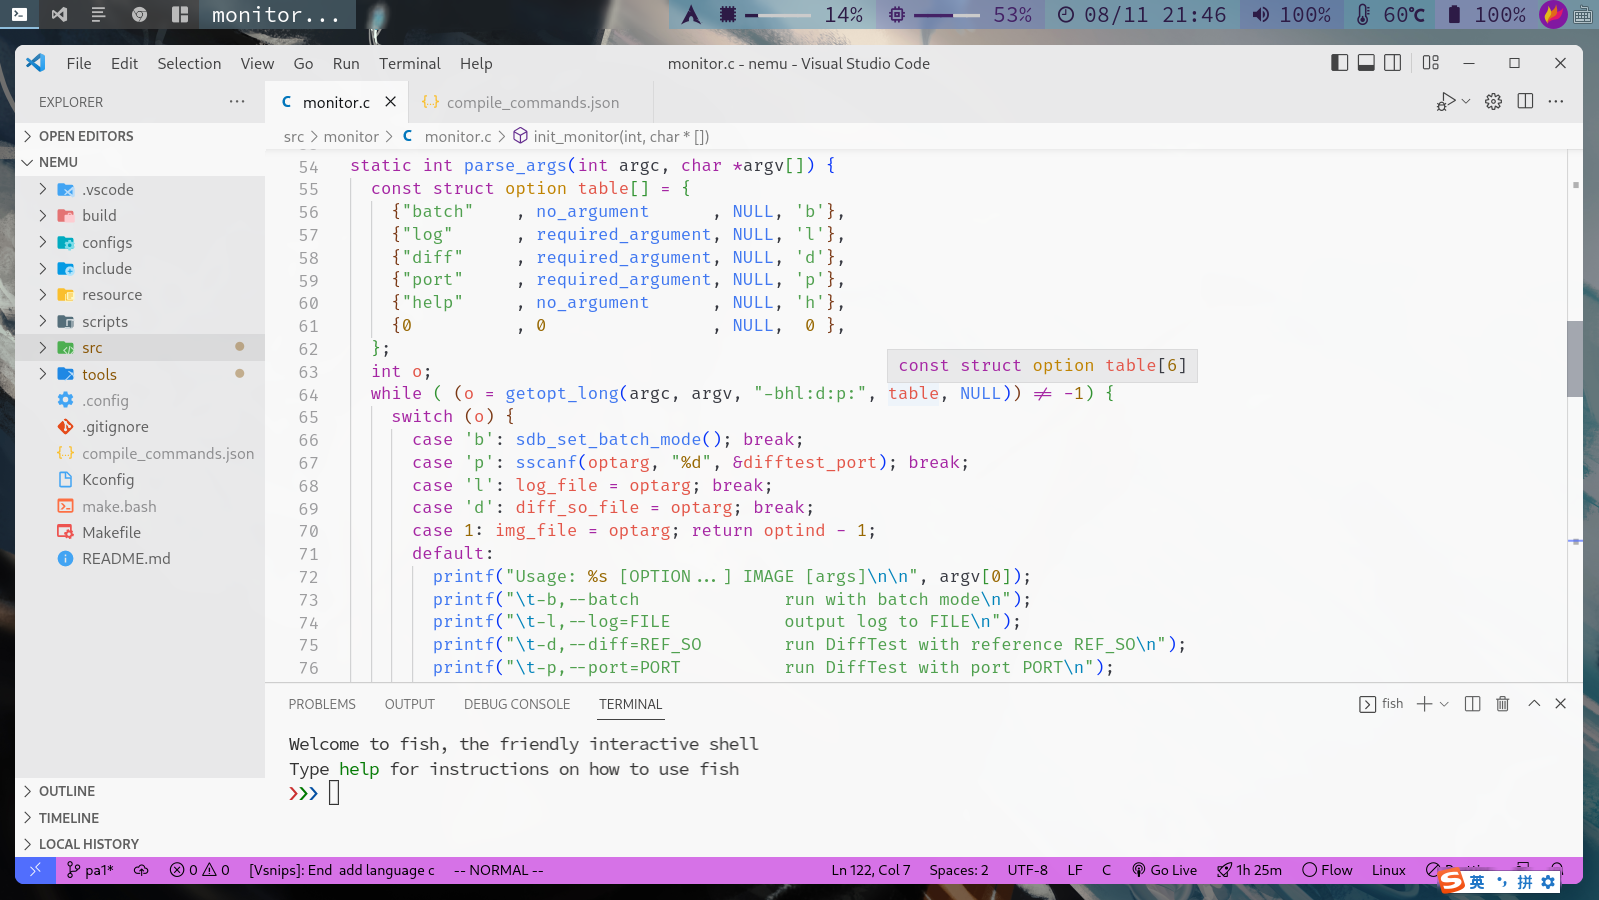 monitor... 14% 53% 08/11 21:46 100% 60℃ 100%
File Edit Selection View Go Run Terminal Help monitor.c - nemu - Visual Studio Code
EXPLORER
monitor.c compile_commands.json
OPEN EDITORS
NEMU
.vscode
build
configs
include
resource
scripts
src
tools
.config
.gitignore
compile_commands.json
Kconfig
make.bash
Makefile
README.md
OUTLINE
TIMELINE
LOCAL HISTORY
src > monitor > C monitor.c > init_monitor(int, char * [])
54 static int parse_args(int argc, char *argv[]) {
55 const struct option table[] = {
56 {"batch" , no_argument , NULL, 'b'},
57 {"log" , required_argument, NULL, 'l'},
58 {"diff" , required_argument, NULL, 'd'},
59 {"port" , required_argument, NULL, 'p'},
60 {"help" , no_argument , NULL, 'h'},
61 {0 , 0 , NULL, 0 },
62 };
63 int o;
const struct option table[6]
64 while ( (o = getopt_long(argc, argv, "-bhl:d:p:", table, NULL)) != -1) {
65 switch (o) {
66 case 'b': sdb_set_batch_mode(); break;
67 case 'p': sscanf(optarg, "%d", &difftest_port); break;
68 case 'l': log_file = optarg; break;
69 case 'd': diff_so_file = optarg; break;
70 case 1: img_file = optarg; return optind - 1;
71 default:
72 printf("Usage: %s [OPTION...] IMAGE [args]\n\n", argv[0]);
73 printf("\t-b,--batch run with batch mode\n");
74 printf("\t-l,--log=FILE output log to FILE\n");
75 printf("\t-d,--diff=REF_SO run DiffTest with reference REF_SO\n");
76 printf("\t-p,--port=PORT run DiffTest with port PORT\n");
PROBLEMS OUTPUT DEBUG CONSOLE TERMINAL fish
Welcome to fish, the friendly interactive shell
Type help for instructions on how to use fish
❯❯❯
pa1* 0 0 [Vsnips]: End add language c -- NORMAL -- Ln 122, Col 7 Spaces: 2 UTF-8 LF C Go Live 1h 25m Flow Linux
英 拼